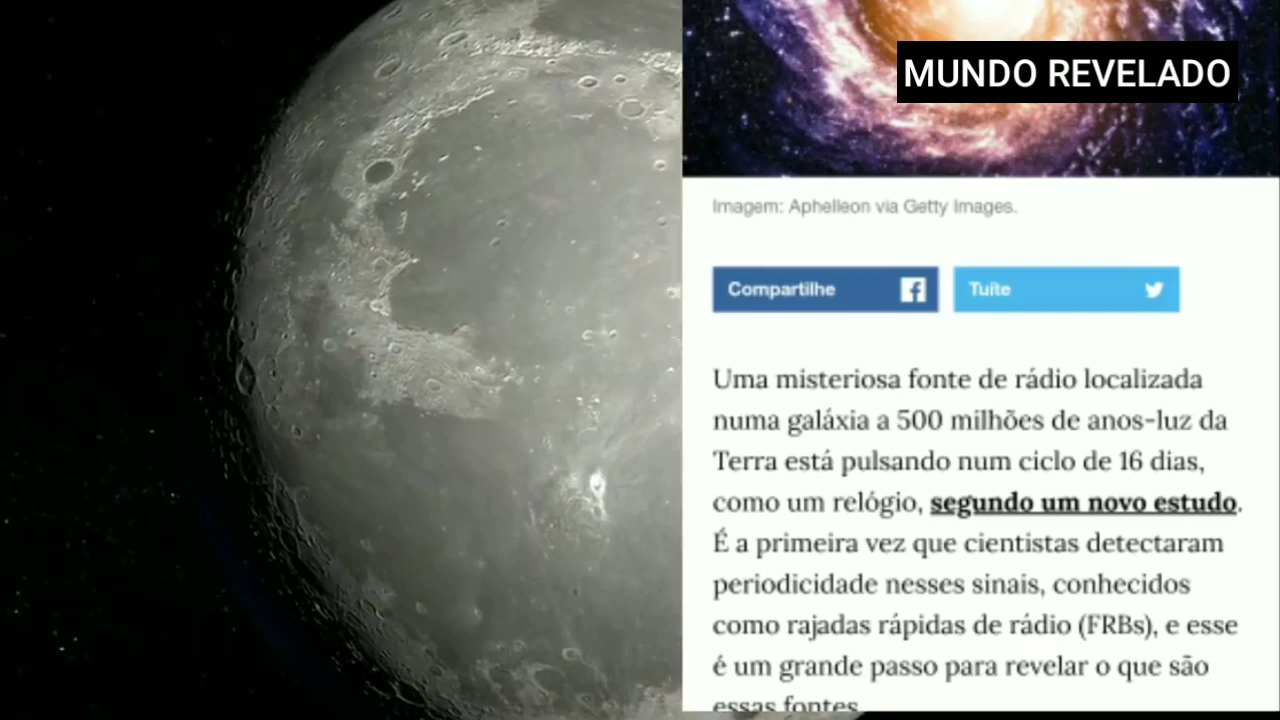 MUNDO REVELADO
Imagem: Aphelleon via Getty Images.
Compartilhe
Tuíte
Uma misteriosa fonte de rádio localizada
numa galáxia a 500 milhões de anos-luz da
Terra está pulsando num ciclo de 16 dias,
como um relógio, segundo um novo estudo.
É a primeira vez que cientistas detectaram
periodicidade nesses sinais, conhecidos
como rajadas rápidas de rádio (FRBs), e esse
é um grande passo para revelar o que são
essas fontes